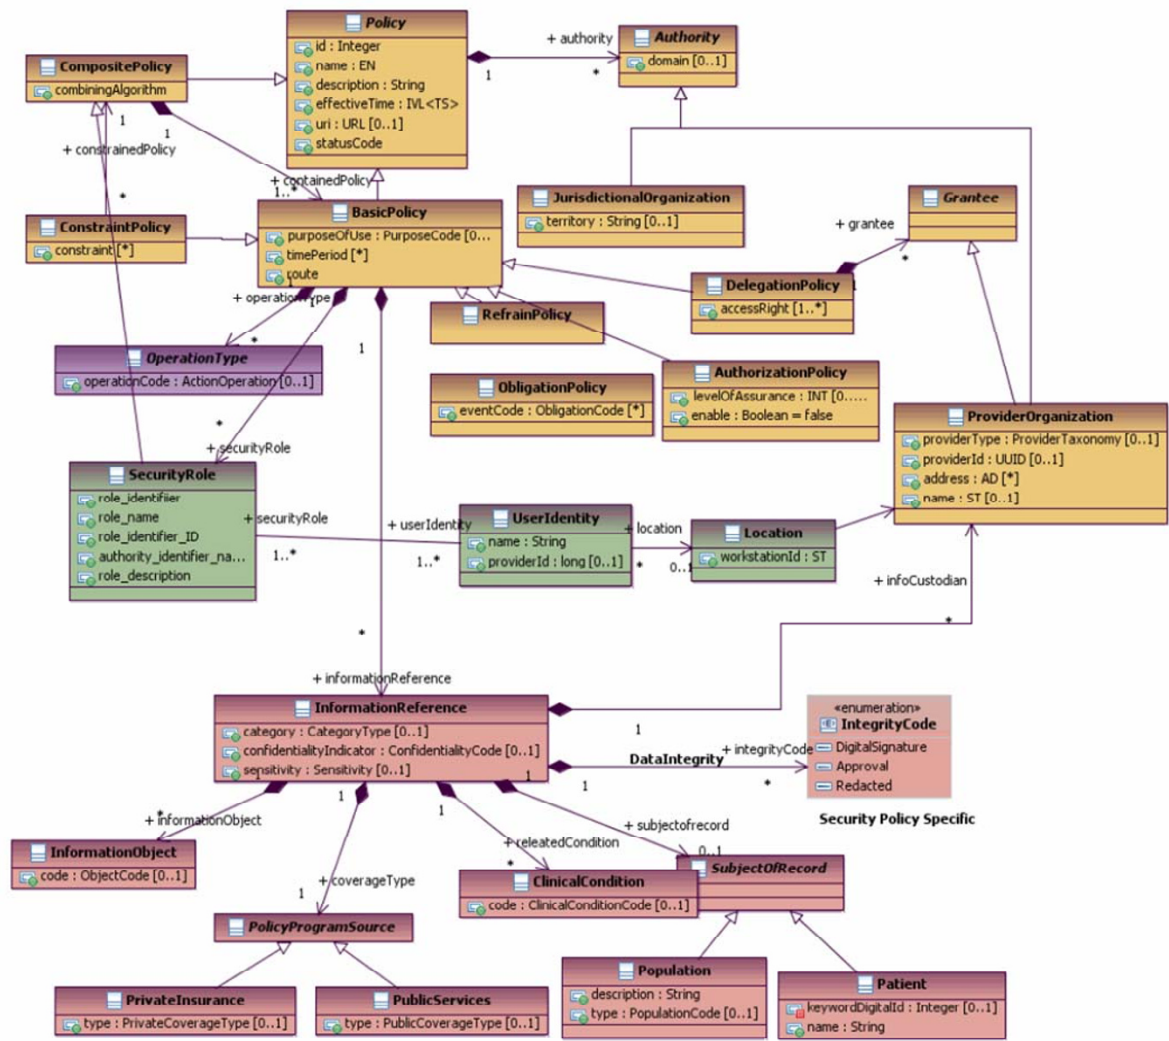 Policy
id : Integer
name : EN
description : String
effectiveTime : IVL<TS>
uri : URL [0..1]
statusCode
+ authority
1
*
Authority
domain [0..1]
CompositePolicy
combiningAlgorithm
1
1
+ constrainedPolicy
*
+ containedPolicy
1..*
ConstraintPolicy
constraint [*]
BasicPolicy
purposeOfUse : PurposeCode [0...
timePeriod [*]
route
JurisdictionalOrganization
territory : String [0..1]
Grantee
+ grantee
*
1
DelegationPolicy
accessRight [1..*]
RefrainPolicy
+ operationType
1
1
*
1
OperationType
operationCode : ActionOperation [0..1]
ObligationPolicy
eventCode : ObligationCode [*]
AuthorizationPolicy
levelOfAssurance : INT [0.....
enable : Boolean = false
ProviderOrganization
providerType : ProviderTaxonomy [0..1]
providerId : UUID [0..1]
address : AD [*]
name : ST [0..1]
*
+ securityRole
SecurityRole
role_identifiier
role_name
role_identifier_ID
authority_identifier_na...
role_description
+securityRole
1..*
+ userIdentity
1..*
UserIdentity
name : String
providerId : long [0..1]
+ location
*
0..1
Location
workstationId : ST
+ infoCustodian
*
*
+ informationReference
InformationReference
category : CategoryType [0..1]
confidentialityIndicator : ConfidentialityCode [0..1]
sensitivity : Sensitivity [0..1]
1
DataIntegrity
+ integrityCode
1
*
«enumeration»
IntegrityCode
DigitalSignature
Approval
Redacted
Security Policy Specific
1
1
1
1
*
+ informationObject
InformationObject
code : ObjectCode [0..1]
+ coverageType
1
+ releatedCondition
*
+ subjectofrecord
0..1
ClinicalCondition
code : ClinicalConditionCode [0..1]
SubjectOfRecord
PolicyProgramSource
PrivateInsurance
type : PrivateCoverageType [0..1]
PublicServices
type : PublicCoverageType [0..1]
Population
description : String
type : PopulationCode [0..1]
Patient
keywordDigitalId : Integer [0..1]
name : String